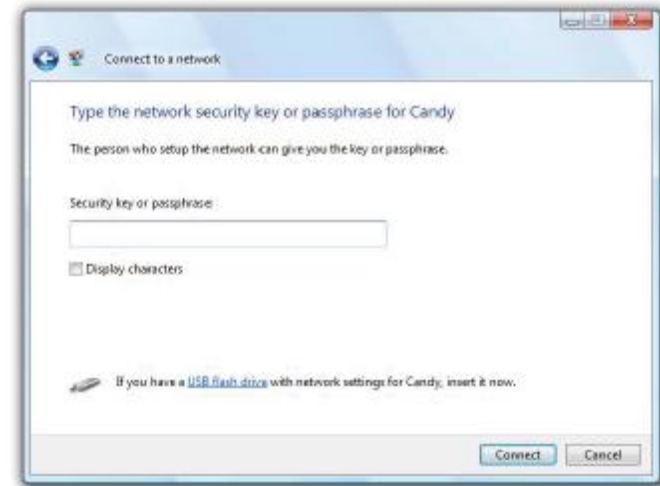 Connect to a network
Type the network security key or passphrase for Candy
The person who setup the network can give you the key or passphrase.
Security key or passphrase:
Display characters
If you have a USB flash drive with network settings for Candy, insert it now.
Connect
Cancel